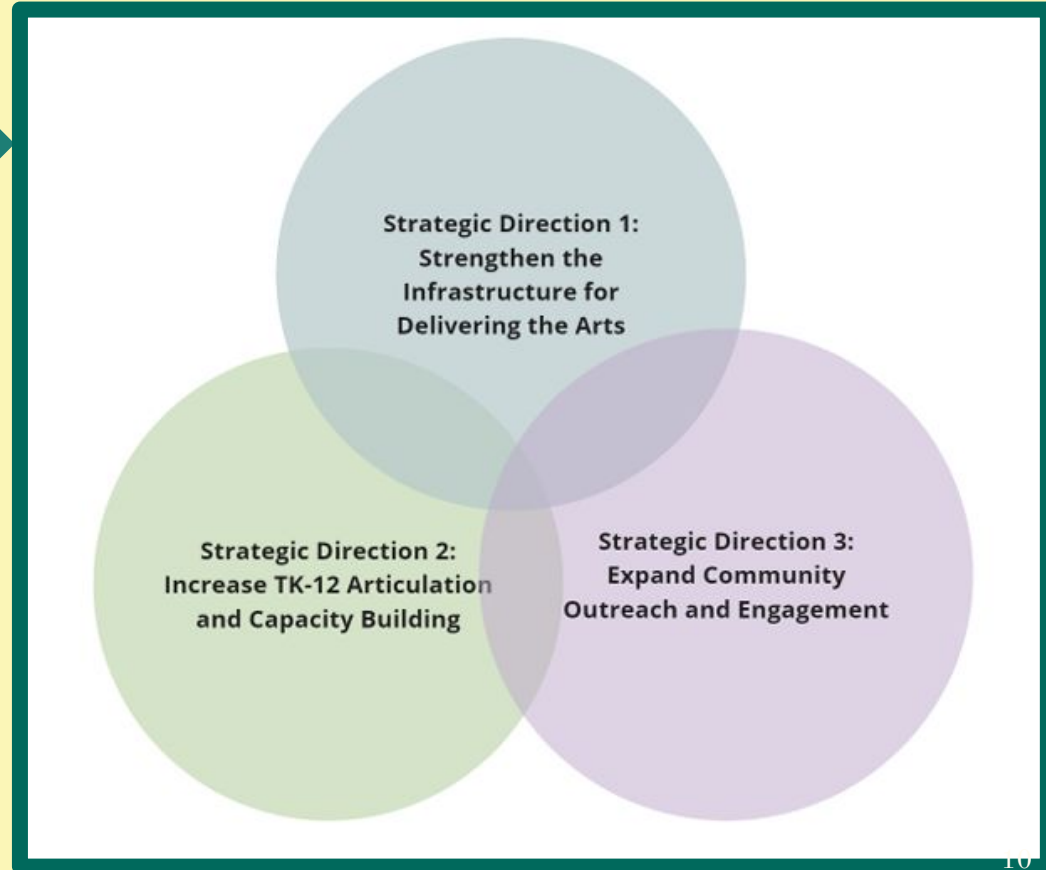 Strategic Direction 1:
Strengthen the
Infrastructure for
Delivering the Arts
Strategic Direction 2:
Increase TK-12 Articulation
and Capacity Building
Strategic Direction 3:
Expand Community
Outreach and Engagement
10